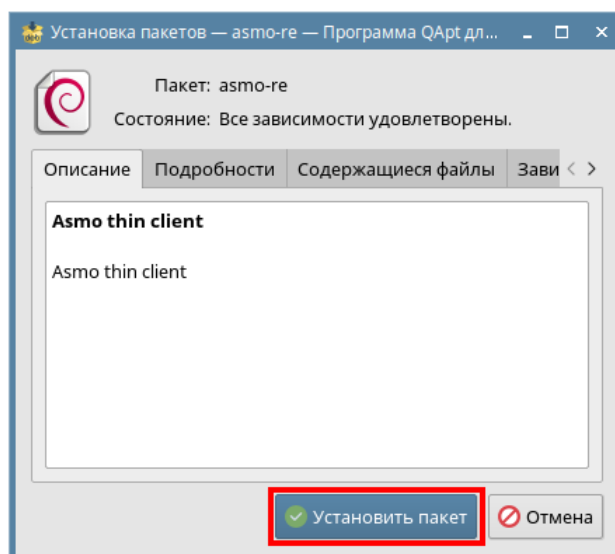 Установка пакетов — asmo-re — Программа QApt дл...
Пакет: asmo-re
Состояние: Все зависимости удовлетворены.
Описание Подробности Содержащиеся файлы Зави
Asmo thin client
Asmo thin client
Установить пакет Отмена